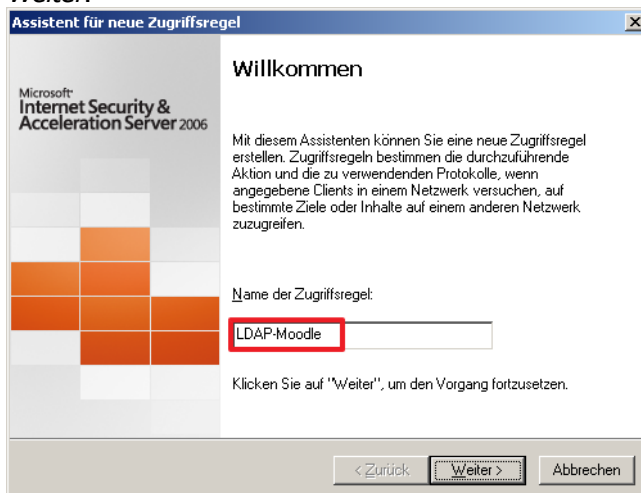 Weiter.
Assistent für neue Zugriffsregel
Willkommen
Microsoft
Internet Security &
Acceleration Server 2006
Mit diesem Assistenten können Sie eine neue Zugriffsregel
erstellen. Zugriffsregeln bestimmen die durchzuführende
Aktion und die zu verwendenden Protokolle, wenn
angegebene Clients in einem Netzwerk versuchen, auf
bestimmte Ziele oder Inhalte auf einem anderen Netzwerk
zuzugreifen.
Name der Zugriffsregel:
LDAP-Moodle
Klicken Sie auf "Weiter", um den Vorgang fortzusetzen.
< Zurück Weiter > Abbrechen